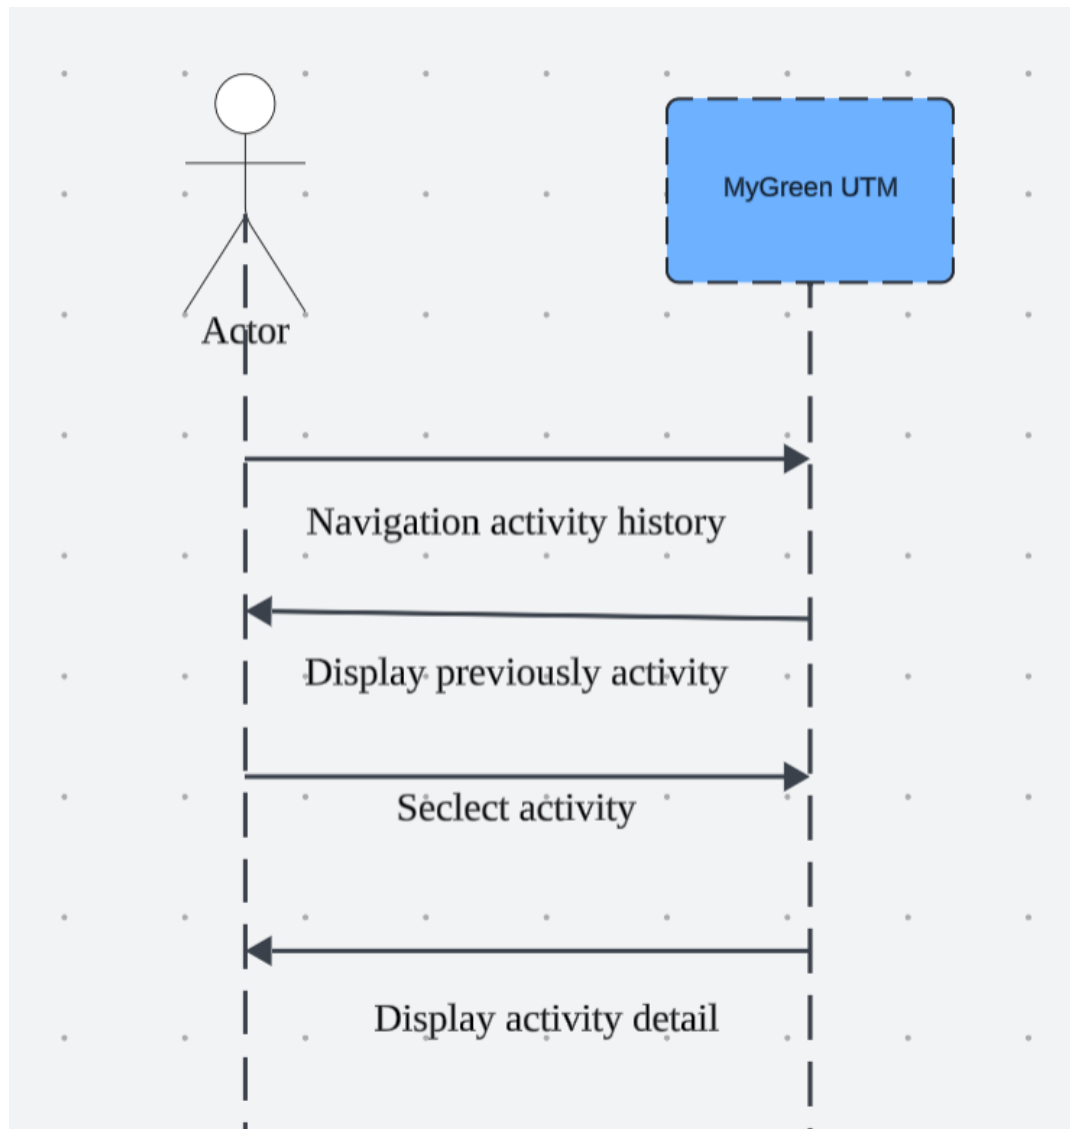 MyGreen UTM
Actor
Navigation activity history
Display previously activity
Seclect activity
Display activity detail